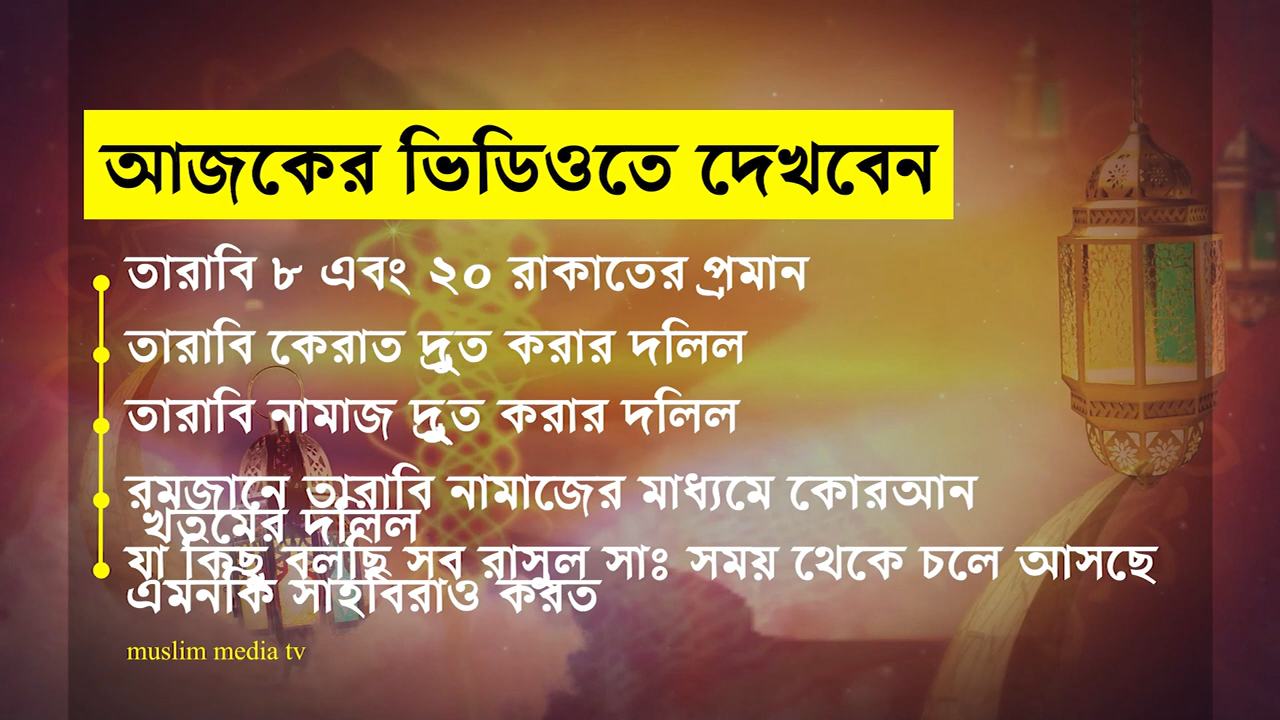 আজকের ভিডিওতে দেখবেন
তারাবি ৮ এবং ২০ রাকাতের প্রমান
তারাবি কেরাত দ্রুত করার দলিল
তারাবি নামাজ দ্রুত করার দলিল
রমজানে তারাবি নামাজের মাধ্যমে কোরআন
খতমের দলিল
যা কিছু বলছি সব রাসুল সাঃ সময় থেকে চলে আসছে
এমনকি সাহাবিরাও করত
muslim media tv